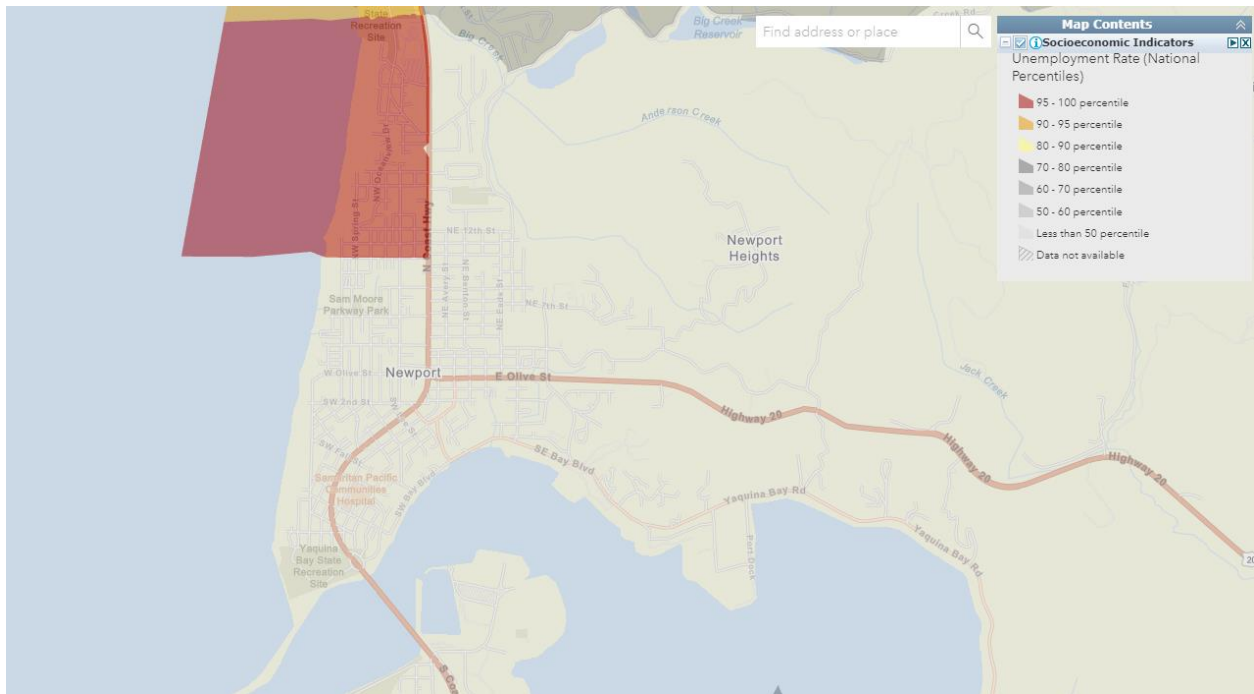 State
Recreation
Site
Big Creek
Big Creek
Reservoir
Find address or place
Map Contents
Socioeconomic Indicators
Unemployment Rate (National
Percentiles)
95 - 100 percentile
90 - 95 percentile
80 - 90 percentile
70 - 80 percentile
60 - 70 percentile
50 - 60 percentile
Less than 50 percentile
Data not available
Anderson Creek
NW Oceanview Dr
NW Spring St
N Coast Hwy
NE 12th St
NE Avery St
NE Benton St
NE Eads St
Newport
Heights
NE 7th St
Sam Moore
Parkway Park
W Olive St
Newport
E Olive St
Jack Creek
SW 2nd St
Highway 20
Highway 20
Highway 20
20
SW Fall St
SE Bay Blvd
Samaritan Pacific
Communities
Hospital
SW Bay Blvd
Yaquina Bay Rd
Yaquina Bay Rd
Port Dock
Yaquina
Bay State
Recreation
Site